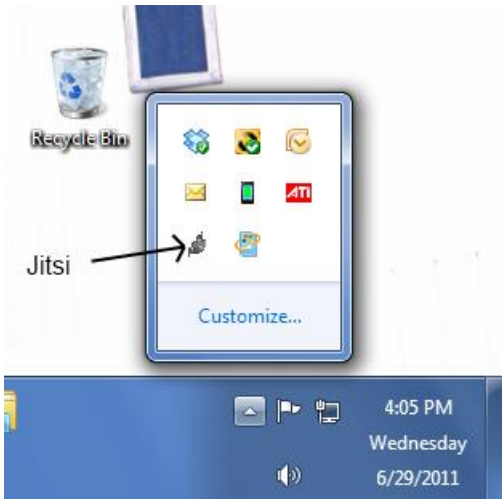 Recycle Bin
ATI
Jitsi
Customize...
4:05 PM
Wednesday
6/29/2011